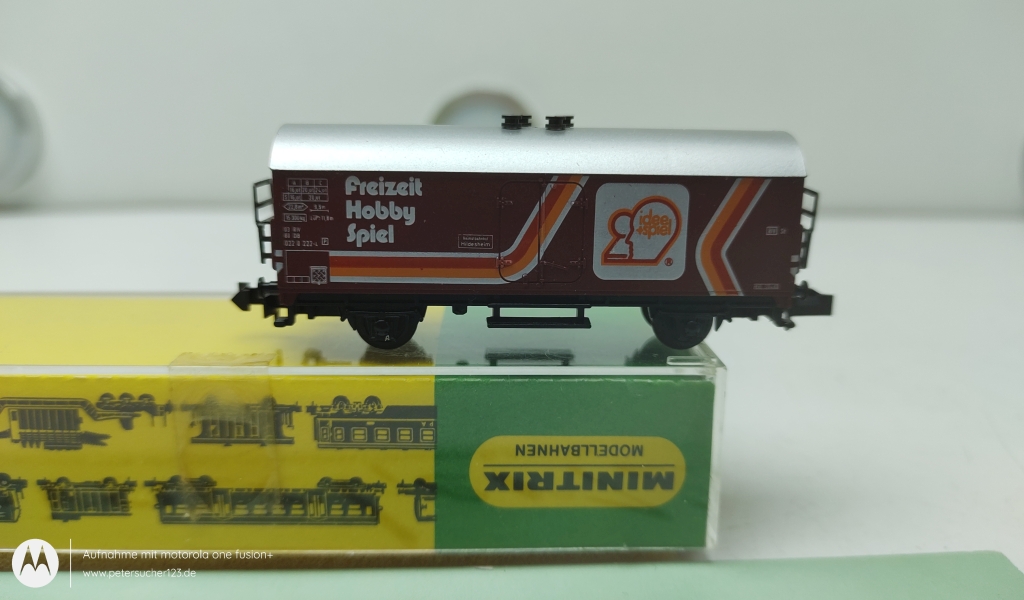 Freizeit
Hobby
Spiel
idee
+spiel
®
MINITRIX
MODELLBAHNEN
Aufnahme mit motorola one fusion+
www.petersucher123.de